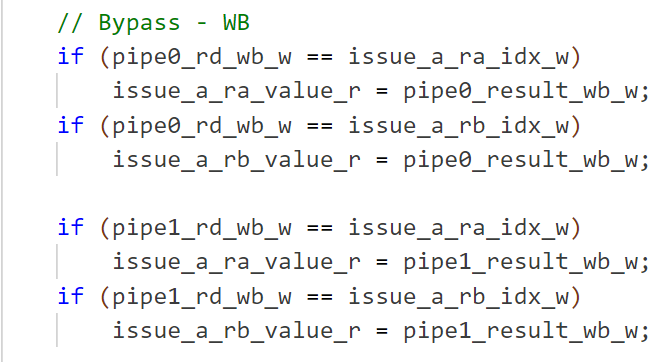 // Bypass - WB
if (pipe0_rd_wb_w == issue_a_ra_idx_w)
issue_a_ra_value_r = pipe0_result_wb_w;
if (pipe0_rd_wb_w == issue_a_rb_idx_w)
issue_a_rb_value_r = pipe0_result_wb_w;
if (pipe1_rd_wb_w == issue_a_ra_idx_w)
issue_a_ra_value_r = pipe1_result_wb_w;
if (pipe1_rd_wb_w == issue_a_rb_idx_w)
issue_a_rb_value_r = pipe1_result_wb_w;